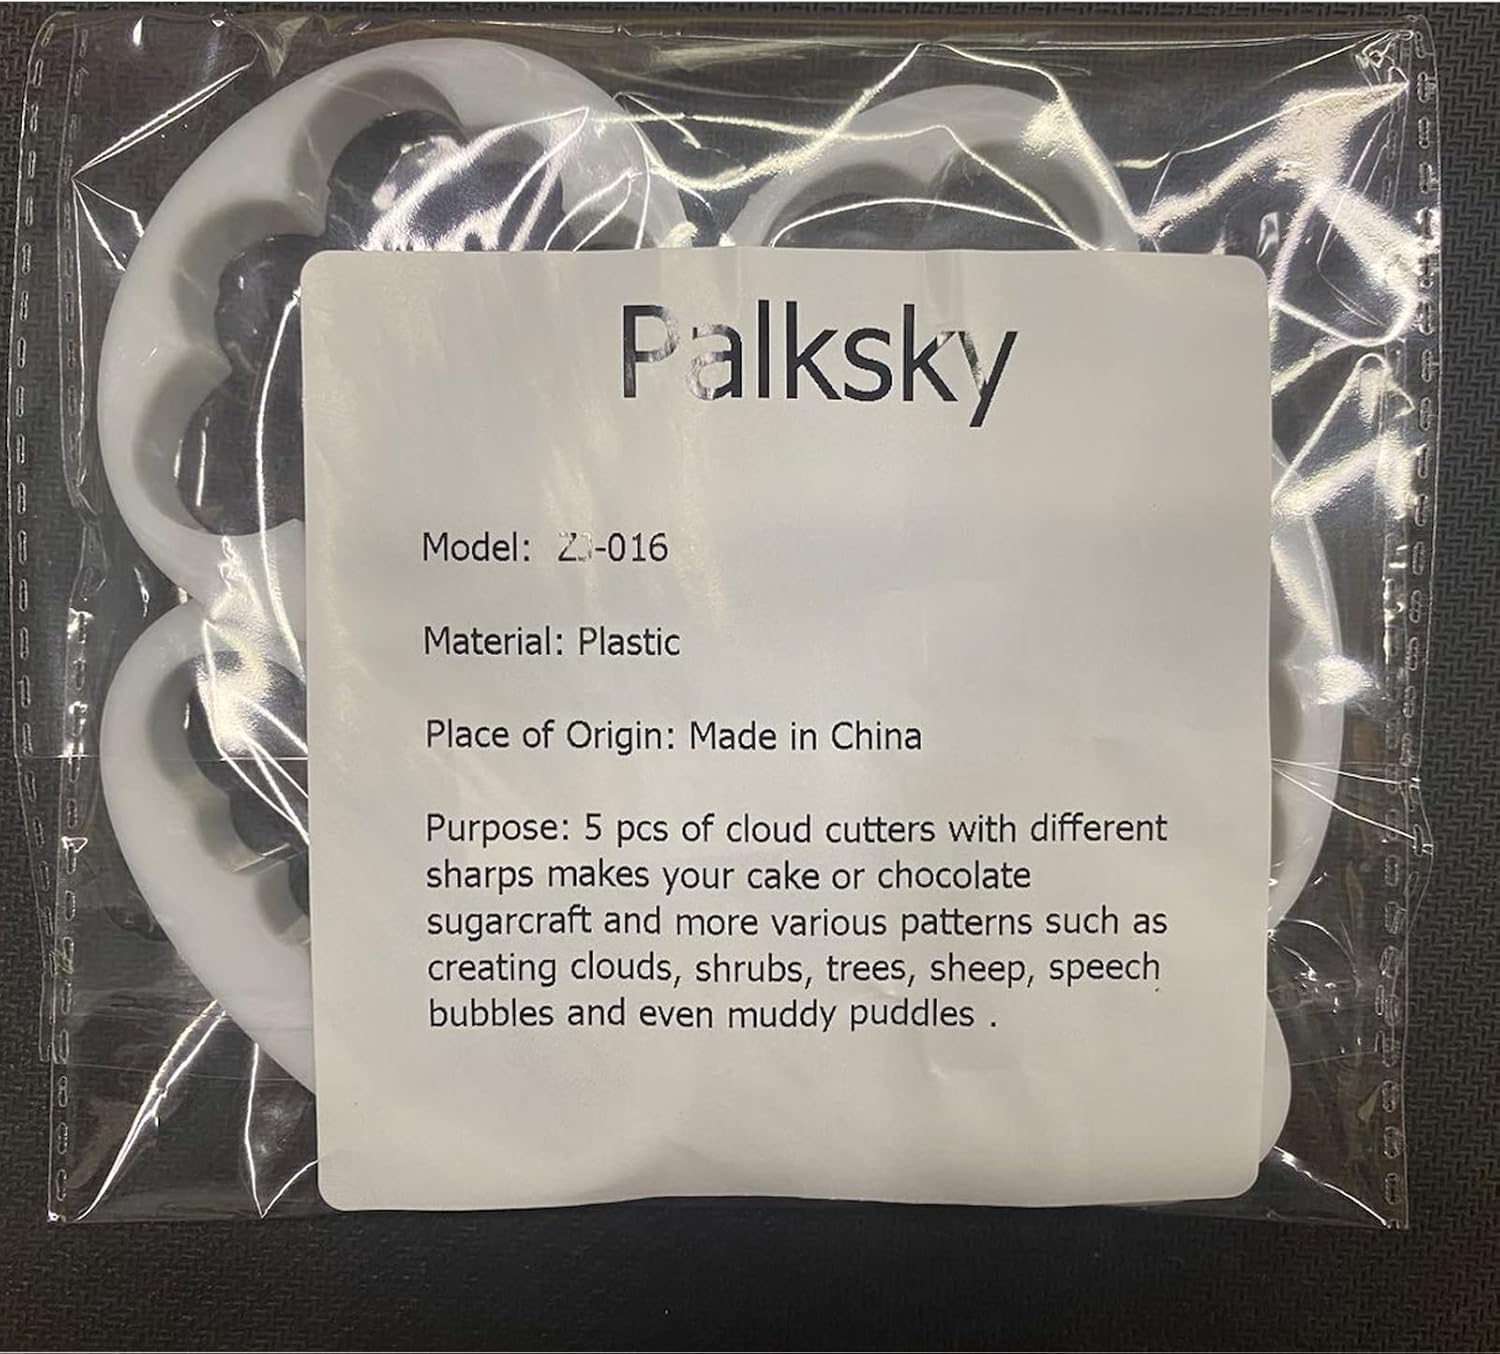 Palksky
Model:
Material: Plastic
Place of Origin: Made in China
Purpose: 5 pcs of cloud cutters with different
sharps makes your cake or chocolate
sugarcraft and more various patterns such as
creating clouds, shrubs, trees, sheep, speech
bubbles and even muddy puddles .